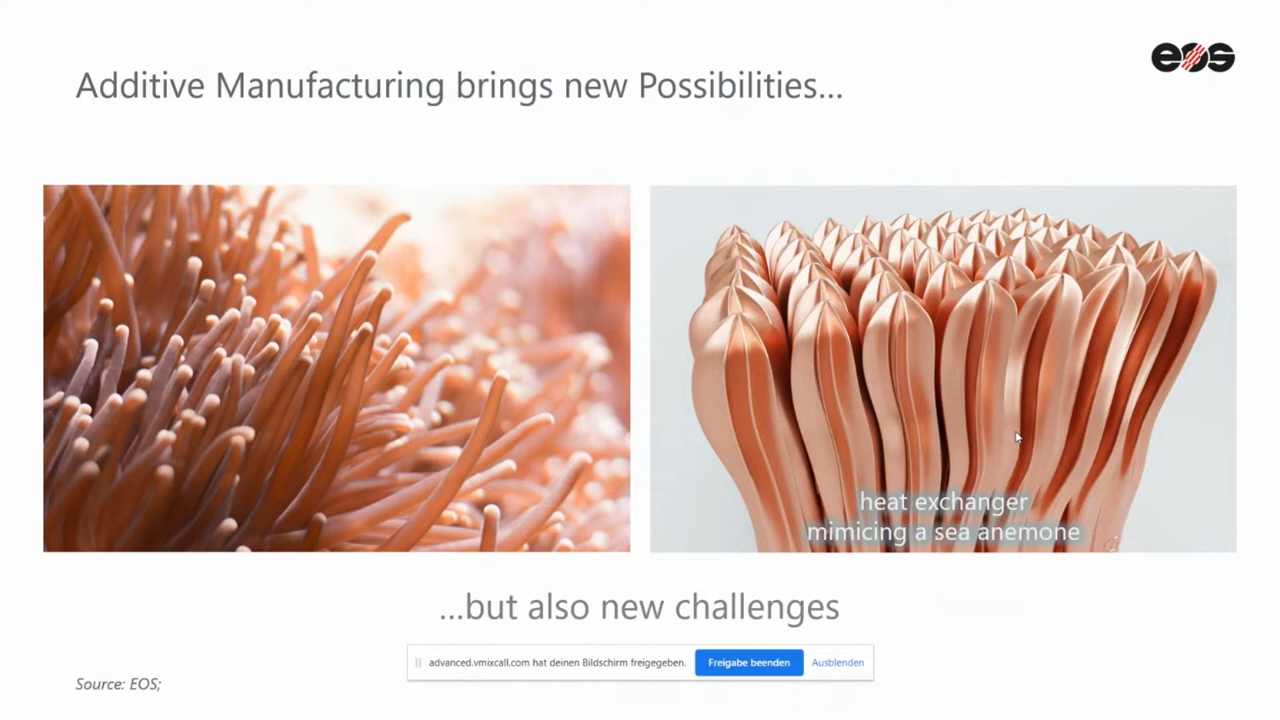 eos
Additive Manufacturing brings new Possibilities...
heat exchanger
mimicing a sea anemone
...but also new challenges
advanced.vmixcall.com hat deinen Bildschirm freigegeben.
Freigabe beenden
Ausblenden
Source: EOS;